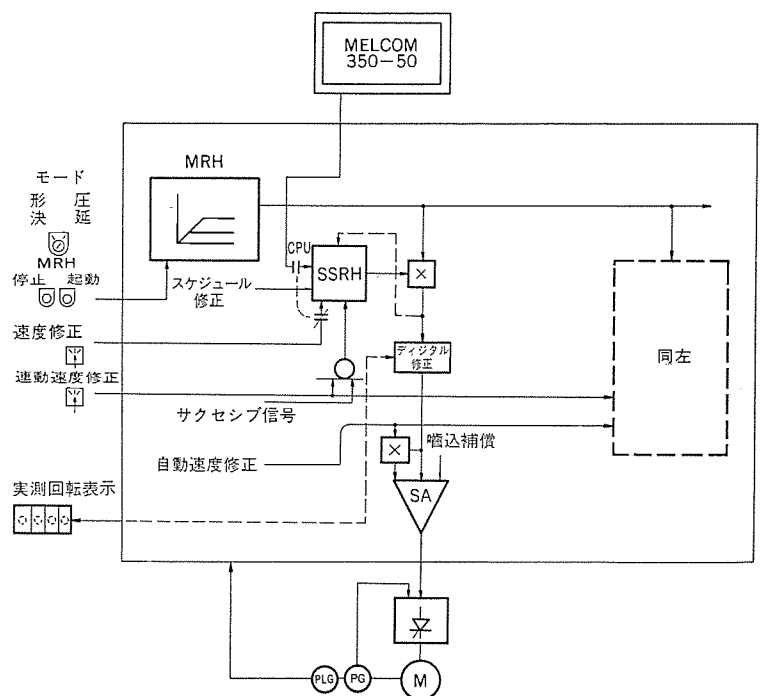 MELCOM
350-50
MRH
モード
形 圧
決 延
MRH
停止 起動
CPU
SSRH
×
スケジュール
修正
速度修正
ディジタル
修正
同左
連動速度修正
サクセシブ信号
嚙込補償
×
自動速度修正
SA
実測回転表示
PLG
PG
M